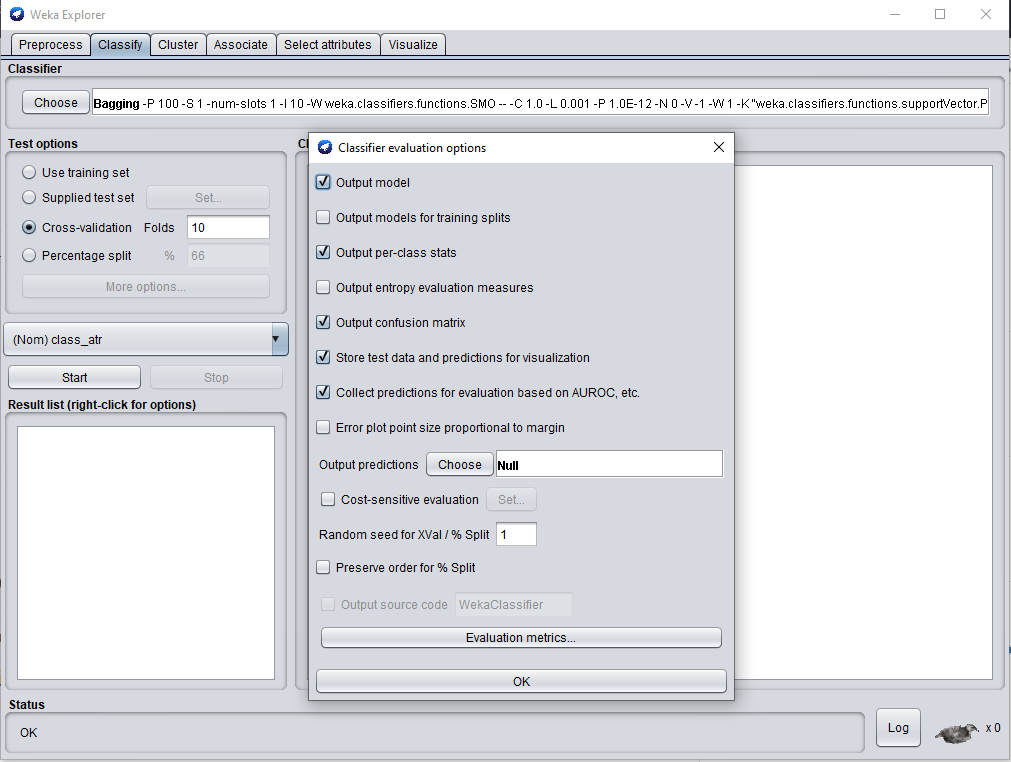 Weka Explorer
Preprocess Classify Cluster Associate Select attributes Visualize
Classifier
Choose Bagging -P 100 -S 1 -num-slots 1 -I 10 -W weka.classifiers.functions.SMO -- -C 1.0 -L 0.001 -P 1.0E-12 -N 0 -V -1 -W 1 -K "weka.classifiers.functions.supportVector.P
Test options
Use training set
Supplied test set Set...
Cross-validation Folds 10
Percentage split % 66
More options...
(Nom) class_atr
Start Stop
Result list (right-click for options)
Cl
Classifier evaluation options
Output model
Output models for training splits
Output per-class stats
Output entropy evaluation measures
Output confusion matrix
Store test data and predictions for visualization
Collect predictions for evaluation based on AUROC, etc.
Error plot point size proportional to margin
Output predictions Choose Null
Cost-sensitive evaluation Set...
Random seed for XVal / % Split 1
Preserve order for % Split
Output source code WekaClassifier
Evaluation metrics...
OK
Status
OK
Log x 0